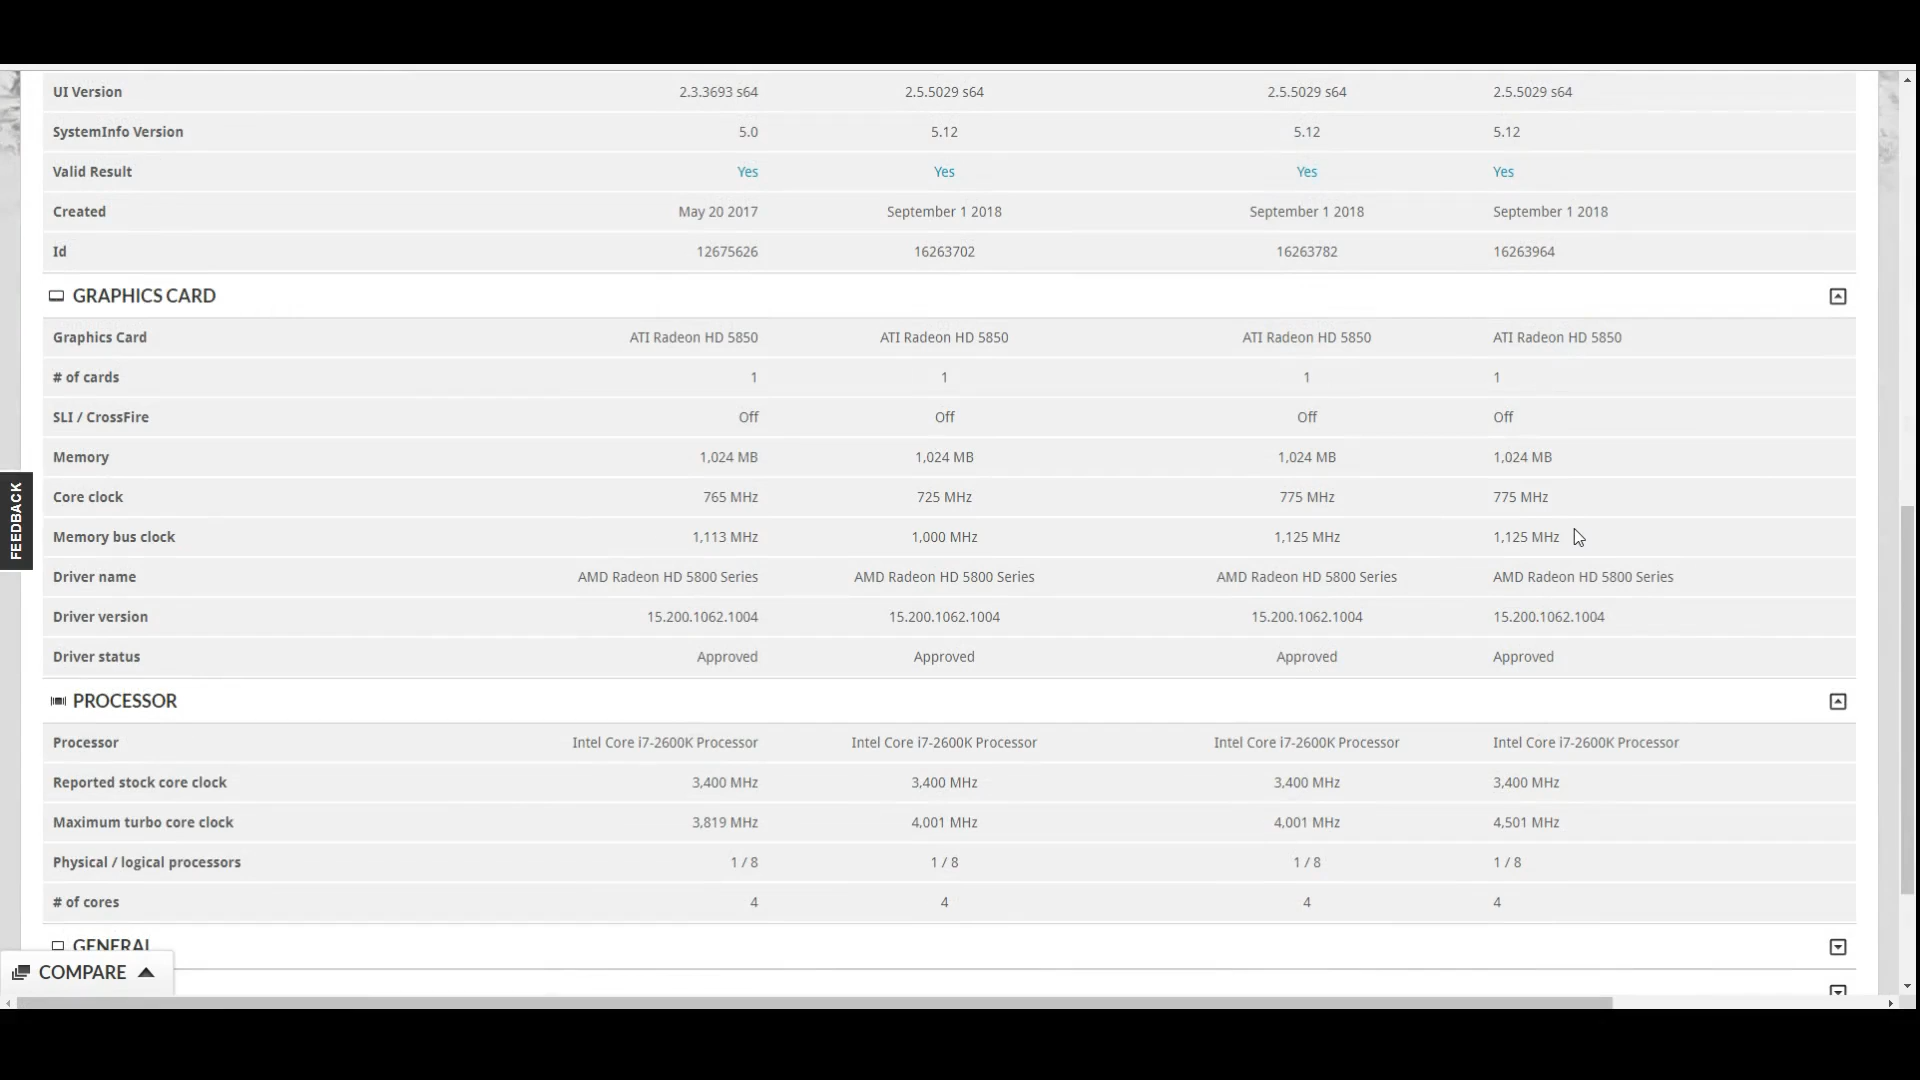 UI Version 2.3.3693 s64 2.5.5029 s64 2.5.5029 s64 2.5.5029 s64
SystemInfo Version 5.0 5.12 5.12 5.12
Valid Result Yes Yes Yes Yes
Created May 20 2017 September 1 2018 September 1 2018 September 1 2018
Id 12675626 16263702 16263782 16263964
GRAPHICS CARD
Graphics Card ATI Radeon HD 5850 ATI Radeon HD 5850 ATI Radeon HD 5850 ATI Radeon HD 5850
# of cards 1 1 1 1
SLI / CrossFire Off Off Off Off
Memory 1,024 MB 1,024 MB 1,024 MB 1,024 MB
Core clock 765 MHz 725 MHz 775 MHz 775 MHz
FEEDBACK
Memory bus clock 1,113 MHz 1,000 MHz 1,125 MHz 1,125 MHz
Driver name AMD Radeon HD 5800 Series AMD Radeon HD 5800 Series AMD Radeon HD 5800 Series AMD Radeon HD 5800 Series
Driver version 15.200.1062.1004 15.200.1062.1004 15.200.1062.1004 15.200.1062.1004
Driver status Approved Approved Approved Approved
PROCESSOR
Processor Intel Core i7-2600K Processor Intel Core i7-2600K Processor Intel Core i7-2600K Processor Intel Core i7-2600K Processor
Reported stock core clock 3,400 MHz 3,400 MHz 3,400 MHz 3,400 MHz
Maximum turbo core clock 3,819 MHz 4,001 MHz 4,001 MHz 4,501 MHz
Physical / logical processors 1 / 8 1 / 8 1 / 8 1 / 8
# of cores 4 4 4 4
GENERAL
COMPARE